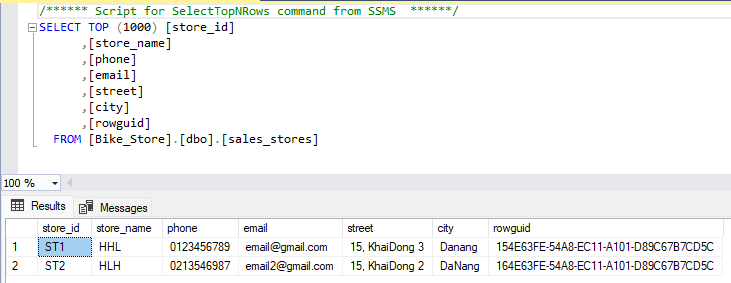 /****** Script for SelectTopNRows command from SSMS  ******/
SELECT TOP (1000) [store_id]
      ,[store_name]
      ,[phone]
      ,[email]
      ,[street]
      ,[city]
      ,[rowguid]
  FROM [Bike_Store].[dbo].[sales_stores]
100 %
Results Messages
store_id store_name phone email street city rowguid
1 ST1 HHL 0123456789 email@gmail.com 15, KhaiDong 3 Danang 154E63FE-54A8-EC11-A101-D89C67B7CD5C
2 ST2 HLH 0213546987 email2@gmail.com 15, KhaiDong 2 DaNang 164E63FE-54A8-EC11-A101-D89C67B7CD5C